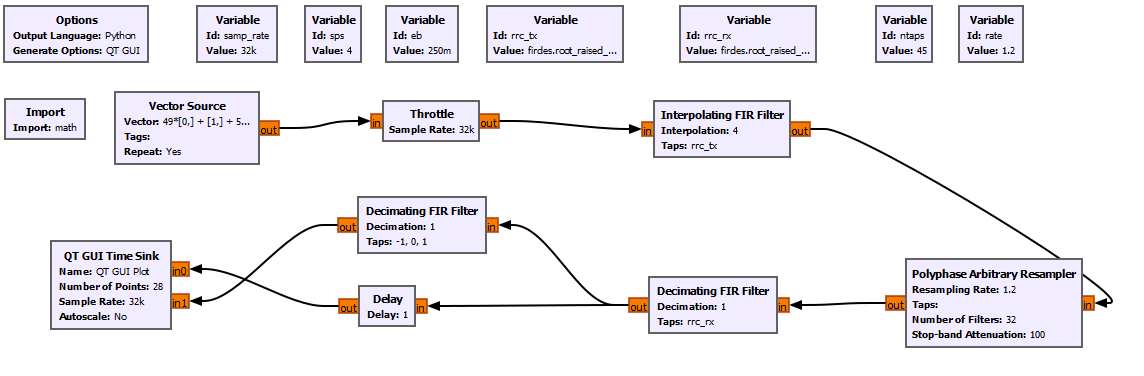 Options
Output Language: Python
Generate Options: QT GUI
Variable
Id: samp_rate
Value: 32k
Variable
Id: sps
Value: 4
Variable
Id: eb
Value: 250m
Variable
Id: rrc_tx
Value: firdes.root_raised_...
Variable
Id: rrc_rx
Value: firdes.root_raised_...
Variable
Id: ntaps
Value: 45
Variable
Id: rate
Value: 1.2
Import
Import: math
Vector Source
Vector: 49*[0,] + [1,] + 5...
Tags:
Repeat: Yes
out
in
Throttle
Sample Rate: 32k
out
in
Interpolating FIR Filter
Interpolation: 4
Taps: rrc_tx
out
QT GUI Time Sink
Name: QT GUI Plot
Number of Points: 28
Sample Rate: 32k
Autoscale: No
in0
in1
out
Decimating FIR Filter
Decimation: 1
Taps: -1, 0, 1
in
out
Delay
Delay: 1
in
out
Decimating FIR Filter
Decimation: 1
Taps: rrc_rx
in
out
Polyphase Arbitrary Resampler
Resampling Rate: 1.2
Taps:
Number of Filters: 32
Stop-band Attenuation: 100
in